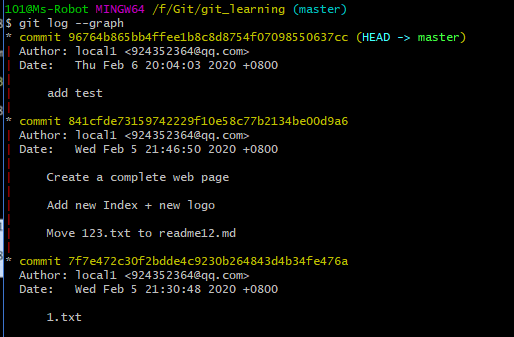 101@Ms-Robot MINGW64 /f/Git/git_learning (master)
$ git log --graph
* commit 96764b865bb4ffee1b8c8d8754f07098550637cc (HEAD -> master)
| Author: local1 <924352364@qq.com>
| Date:   Thu Feb 6 20:04:03 2020 +0800
|
|     add test
|
* commit 841cfde73159742229f10e58c77b2134be00d9a6
| Author: local1 <924352364@qq.com>
| Date:   Wed Feb 5 21:46:50 2020 +0800
|
|     Create a complete web page
|
|     Add new Index + new logo
|
|     Move 123.txt to readme12.md
|
* commit 7f7e472c30f2bdde4c9230b264843d4b34fe476a
  Author: local1 <924352364@qq.com>
  Date:   Wed Feb 5 21:30:48 2020 +0800

      1.txt